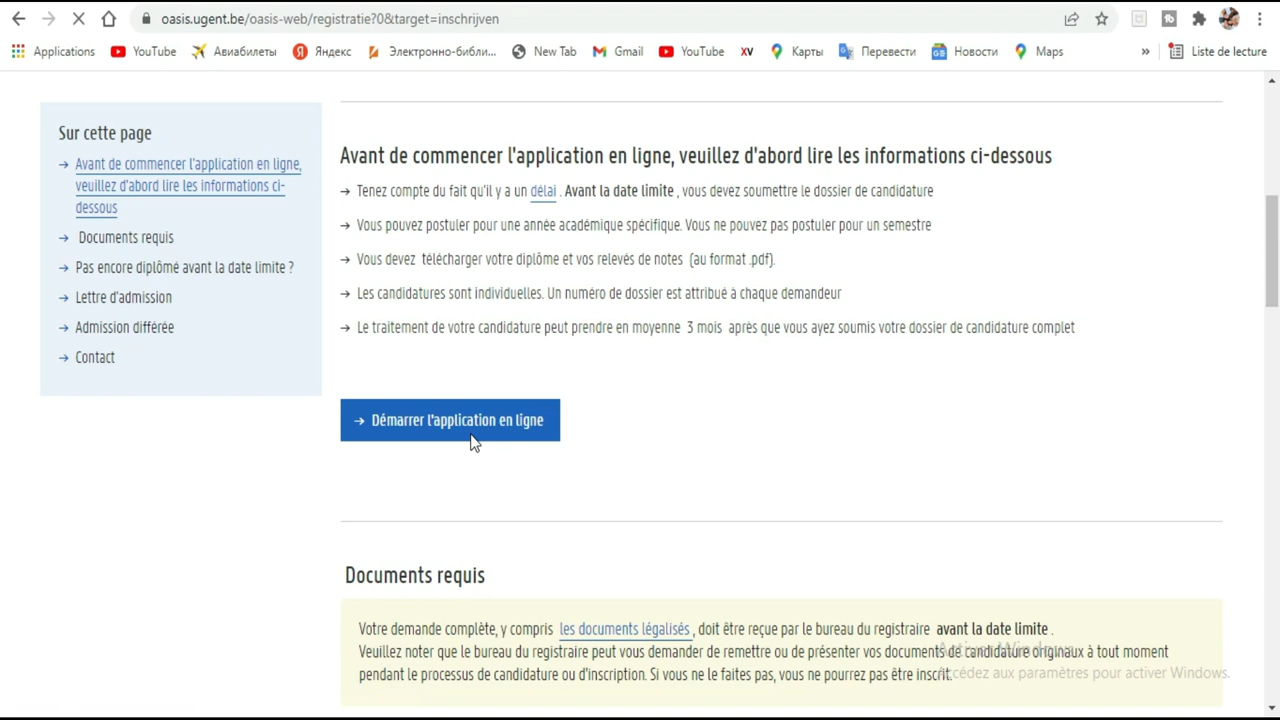 oasis.ugent.be/oasis-web/registratie?0&target=inschrijven
Applications YouTube Авиабилеты Яндекс Электронно-библи... New Tab Gmail YouTube XV Карты Перевести Новости Maps » Liste de lecture
Sur cette page
→ Avant de commencer l'application en ligne,
veuillez d'abord lire les informations ci-
dessous
→ Documents requis
→ Pas encore diplômé avant la date limite ?
→ Lettre d'admission
→ Admission différée
→ Contact
Avant de commencer l'application en ligne, veuillez d'abord lire les informations ci-dessous
→ Tenez compte du fait qu'il y a un délai . Avant la date limite , vous devez soumettre le dossier de candidature
→ Vous pouvez postuler pour une année académique spécifique. Vous ne pouvez pas postuler pour un semestre
→ Vous devez télécharger votre diplôme et vos relevés de notes (au format .pdf).
→ Les candidatures sont individuelles. Un numéro de dossier est attribué à chaque demandeur
→ Le traitement de votre candidature peut prendre en moyenne 3 mois après que vous ayez soumis votre dossier de candidature complet
→ Démarrer l'application en ligne
Documents requis
Votre demande complète, y compris les documents légalisés , doit être reçue par le bureau du registraire avant la date limite .
Veuillez noter que le bureau du registraire peut vous demander de remettre ou de présenter vos documents de candidature originaux à tout moment
pendant le processus de candidature ou d'inscription. Si vous ne le faites pas, vous ne pourrez pas être inscrit.
Activer Windows
Accédez aux paramètres pour activer Windows.